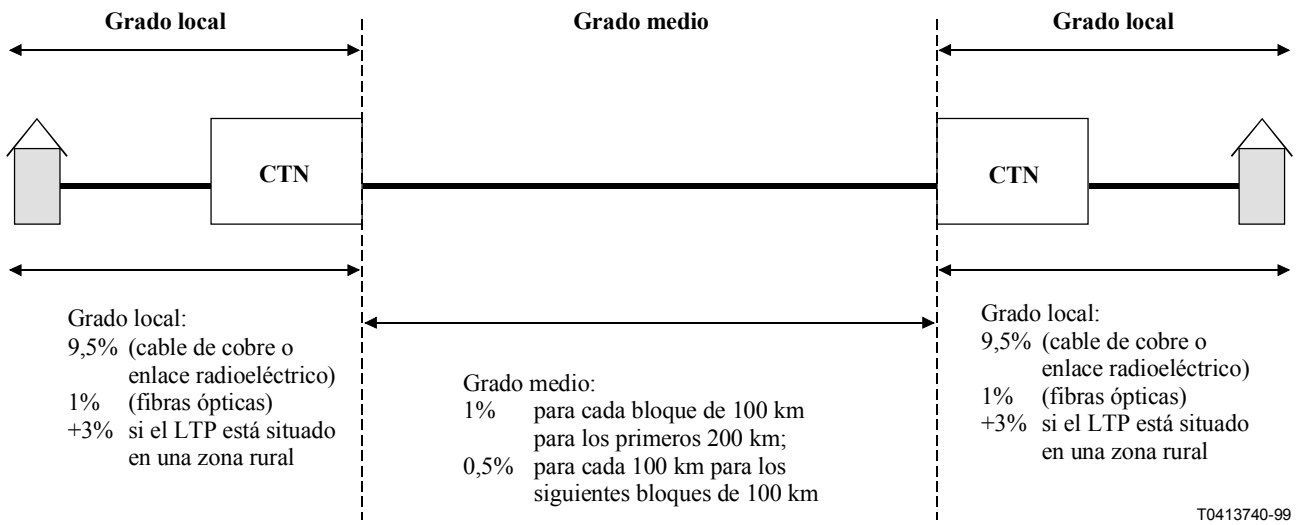 Grado local
Grado medio
Grado local
CTN
CTN
Grado local:
9,5% (cable de cobre o
enlace radioeléctrico)
1% (fibras ópticas)
+3% si el LTP está situado
en una zona rural
Grado medio:
1% para cada bloque de 100 km
para los primeros 200 km;
0,5% para cada 100 km para los
siguientes bloques de 100 km
Grado local:
9,5% (cable de cobre o
enlace radioeléctrico)
1% (fibras ópticas)
+3% si el LTP está situado
en una zona rural
T0413740-99